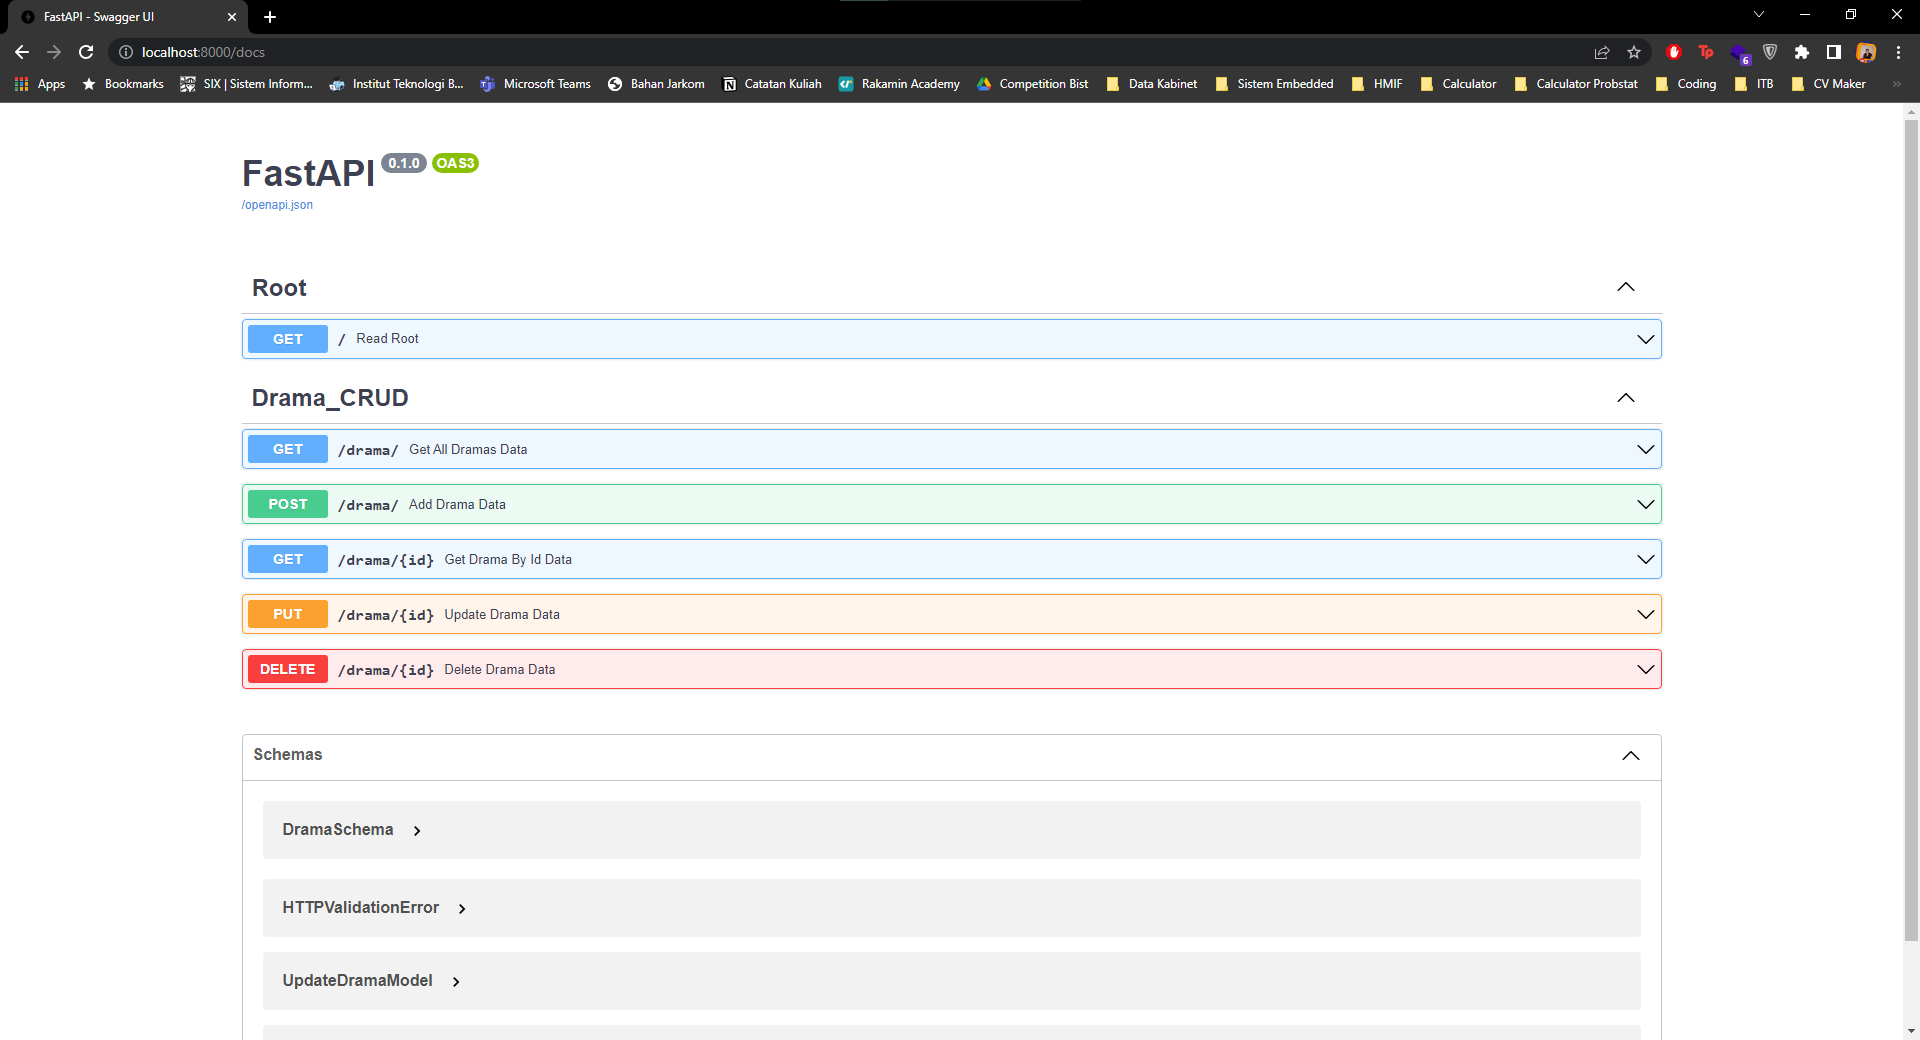 FastAPI - Swagger UI
localhost:8000/docs
Tp
6
Apps
Bookmarks
SIX | Sistem Inform...
Institut Teknologi B...
Microsoft Teams
Bahan Jarkom
Catatan Kuliah
Rakamin Academy
Competition Bist
Data Kabinet
Sistem Embedded
HMIF
Calculator
Calculator Probstat
Coding
ITB
CV Maker
»
FastAPI 0.1.0 OAS3
/openapi.json
Root
GET / Read Root
Drama_CRUD
GET /drama/ Get All Dramas Data
POST /drama/ Add Drama Data
GET /drama/{id} Get Drama By Id Data
PUT /drama/{id} Update Drama Data
DELETE /drama/{id} Delete Drama Data
Schemas
DramaSchema
HTTPValidationError
UpdateDramaModel